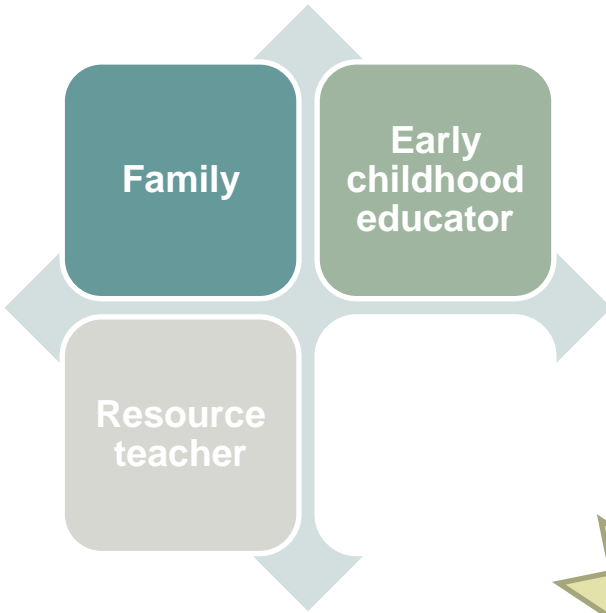 Family
Early
childhood
educator
Resource
teacher